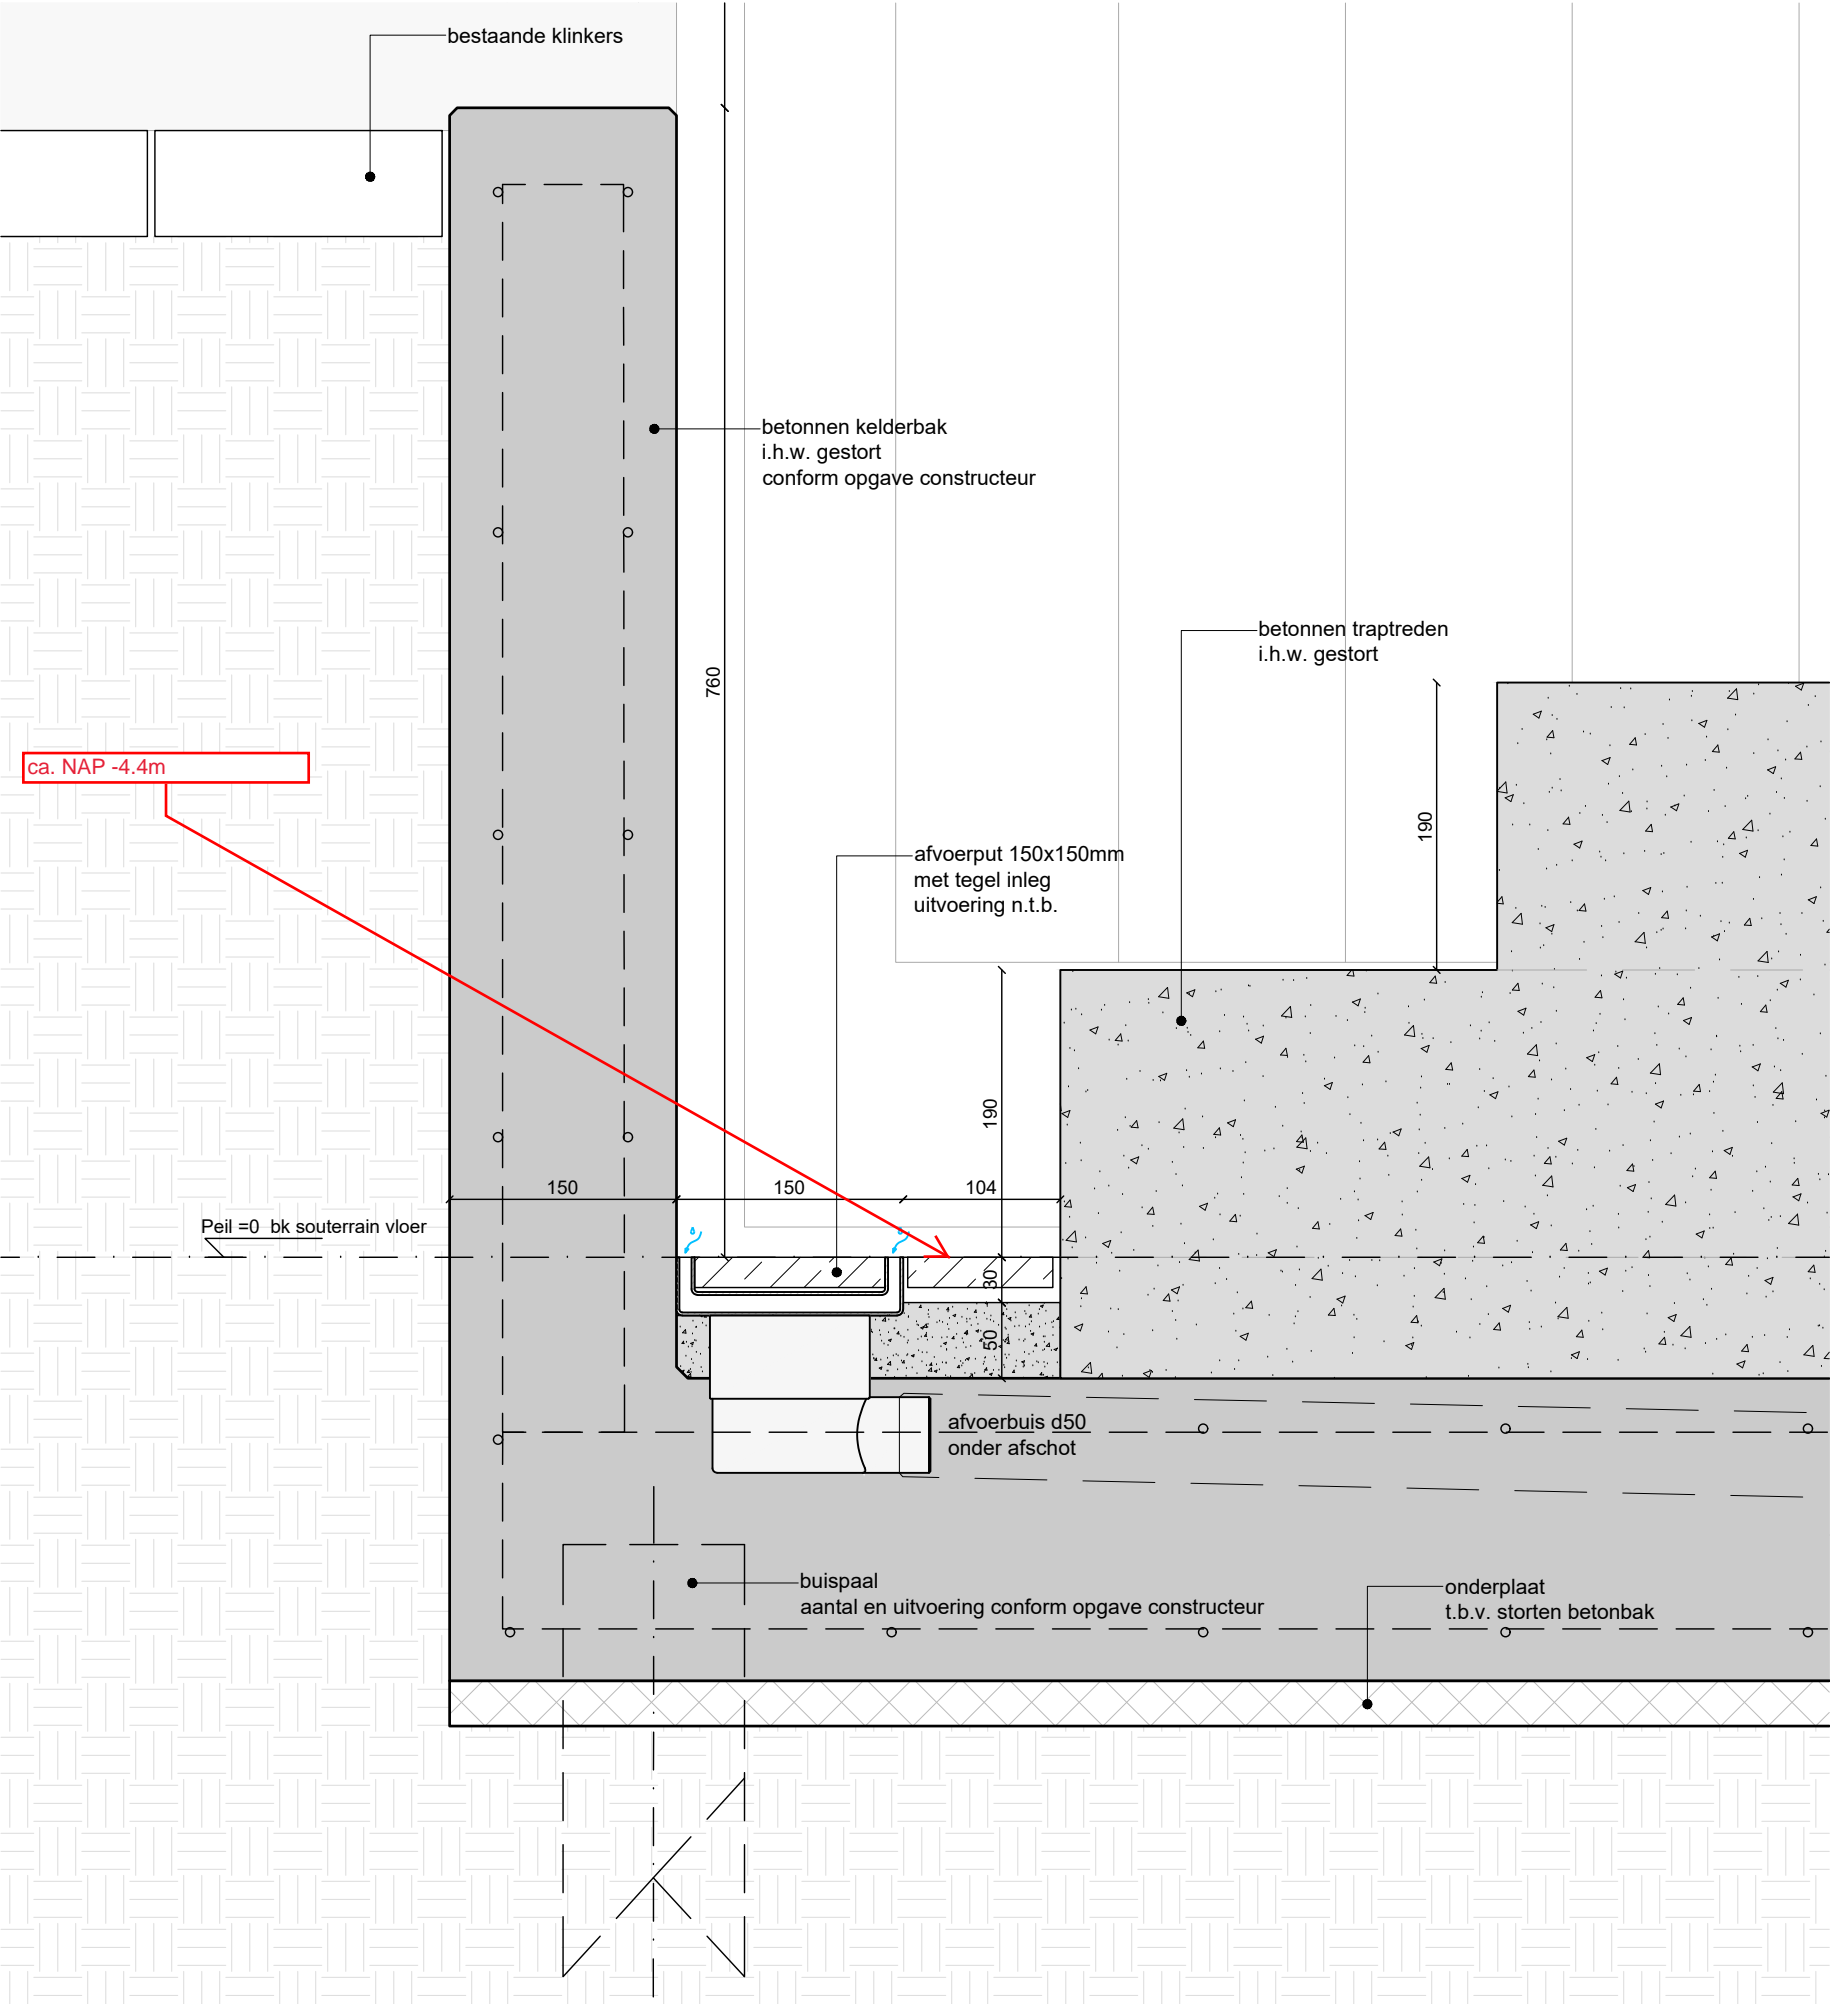 bestaande klinkers
betonnen kelderbak
i.h.w. gestort
conform opgave constructeur
betonnen traptreden
i.h.w. gestort
760
ca. NAP -4.4m
190
afvoerput 150x150mm
met tegel inleg
uitvoering n.t.b.
190
150
150
104
Peil =0 bk souterrain vloer
30
50
afvoerbuis d50
onder afschot
buispaal
aantal en uitvoering conform opgave constructeur
onderplaat
t.b.v. storten betonbak